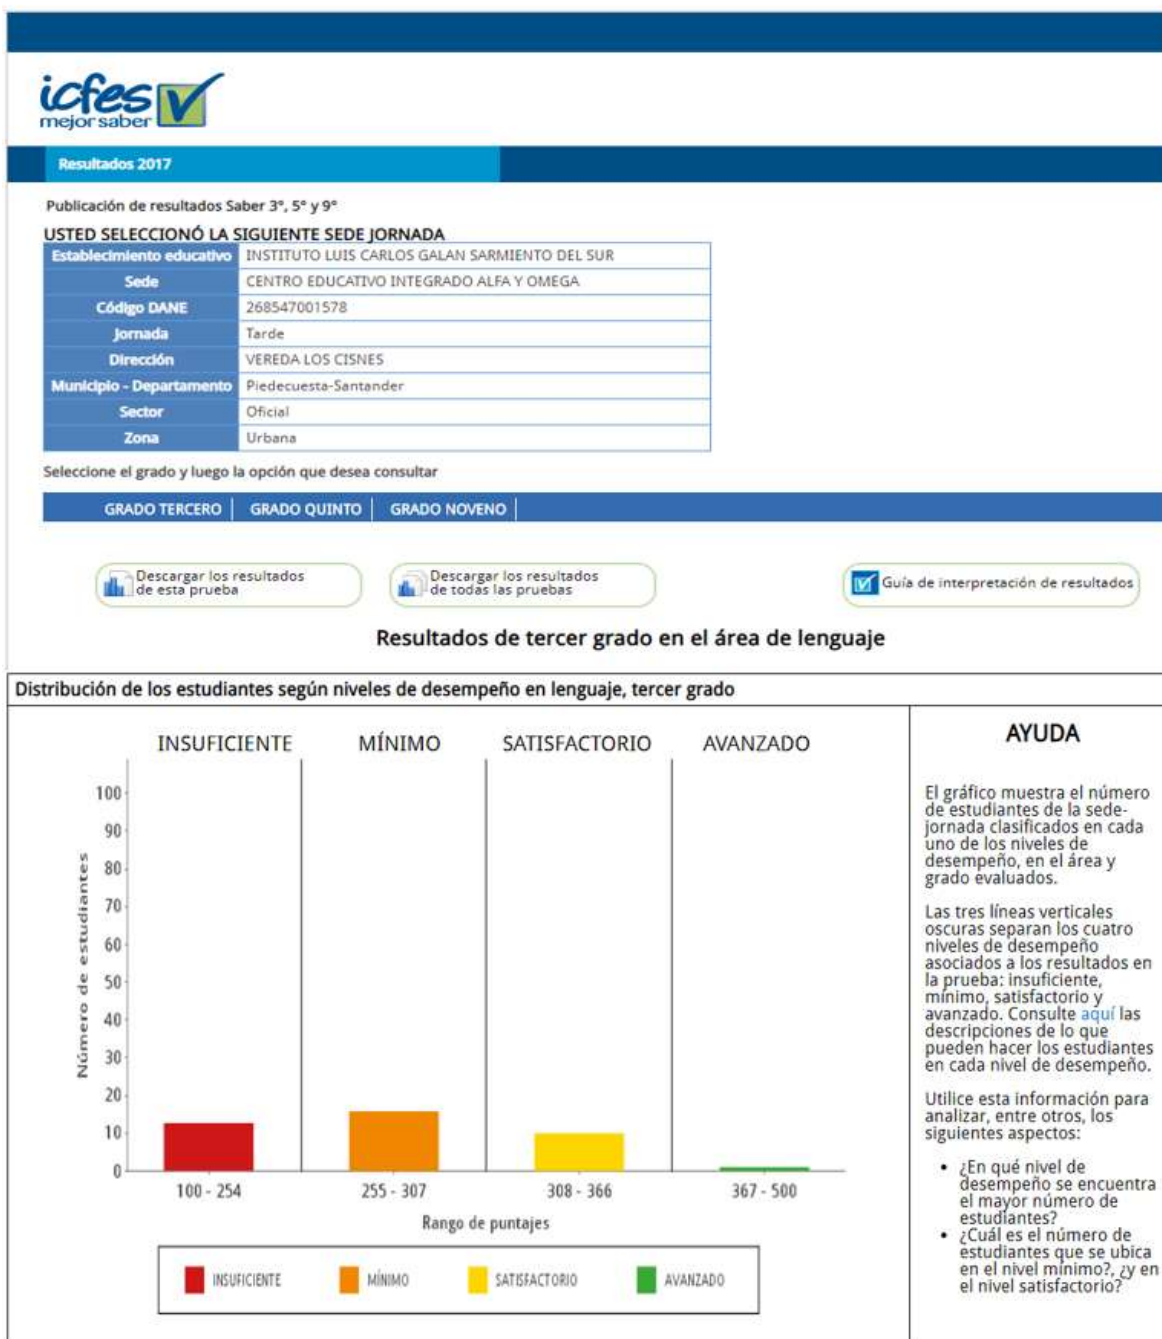 icfes
mejor saber
Resultados 2017
Publicación de resultados Saber 3°, 5° y 9°
USTED SELECCIONÓ LA SIGUIENTE SEDE JORNADA
Establecimiento educativo INSTITUTO LUIS CARLOS GALAN SARMIENTO DEL SUR
Sede CENTRO EDUCATIVO INTEGRADO ALFA Y OMEGA
Código DANE 268547001578
Jornada Tarde
Dirección VEREDA LOS CISNES
Municipio - Departamento Piedecuesta-Santander
Sector Oficial
Zona Urbana
Seleccione el grado y luego la opción que desea consultar
GRADO TERCERO GRADO QUINTO GRADO NOVENO
Descargar los resultados
de esta prueba
Descargar los resultados
de todas las pruebas
Guía de interpretación de resultados
Resultados de tercer grado en el área de lenguaje
Distribución de los estudiantes según niveles de desempeño en lenguaje, tercer grado
INSUFICIENTE MÍNIMO SATISFACTORIO AVANZADO
Número de estudiantes
100
90
80
70
60
50
40
30
20
10
0
100 - 254 255 - 307 308 - 366 367 - 500
Rango de puntajes
INSUFICIENTE MÍNIMO SATISFACTORIO AVANZADO
AYUDA
El gráfico muestra el número
de estudiantes de la sede-
jornada clasificados en cada
uno de los niveles de
desempeño, en el área y
grado evaluados.
Las tres líneas verticales
oscuras separan los cuatro
niveles de desempeño
asociados a los resultados en
la prueba: insuficiente,
mínimo, satisfactorio y
avanzado. Consulte aquí las
descripciones de lo que
pueden hacer los estudiantes
en cada nivel de desempeño.
Utilice esta información para
analizar, entre otros, los
siguientes aspectos:
• ¿En qué nivel de
desempeño se encuentra
el mayor número de
estudiantes?
• ¿Cuál es el número de
estudiantes que se ubica
en el nivel mínimo?, ¿y en
el nivel satisfactorio?